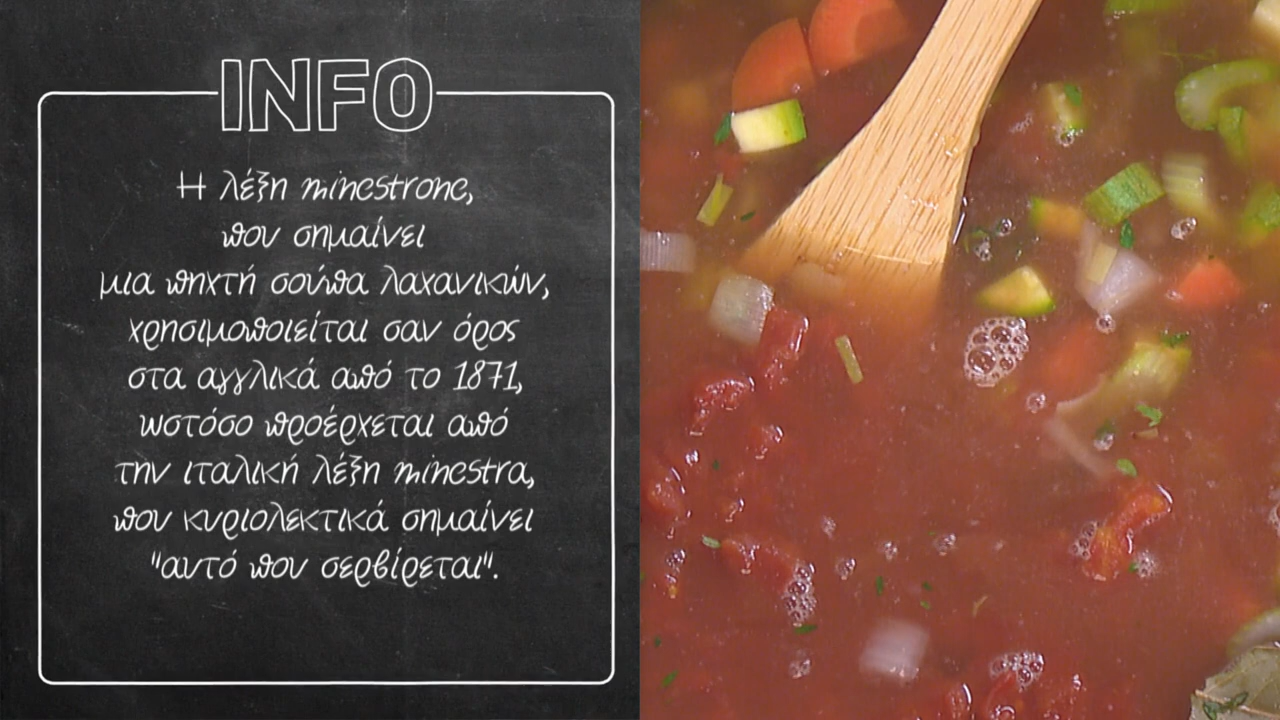 INFO
Η λέξη minestrone,
που σημαίνει
μια πηχτή σούπα λαχανικών,
χρησιμοποιείται σαν όρος
στα αγγλικά από το 1871,
ωστόσο προέρχεται από
την ιταλική λέξη minestra,
που κυριολεκτικά σημαίνει
"αυτό που σερβίρεται".